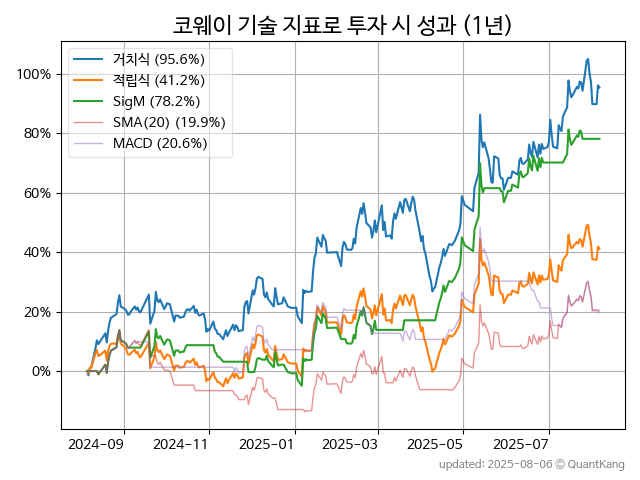 코웨이 기술 지표로 투자 시 성과 (1년)
거치식 (95.6%)
적립식 (41.2%)
SigM (78.2%)
SMA(20) (19.9%)
MACD (20.6%)
100%
80%
60%
40%
20%
0%
2024-09 2024-11 2025-01 2025-03 2025-05 2025-07
updated: 2025-08-06 © QuantKang